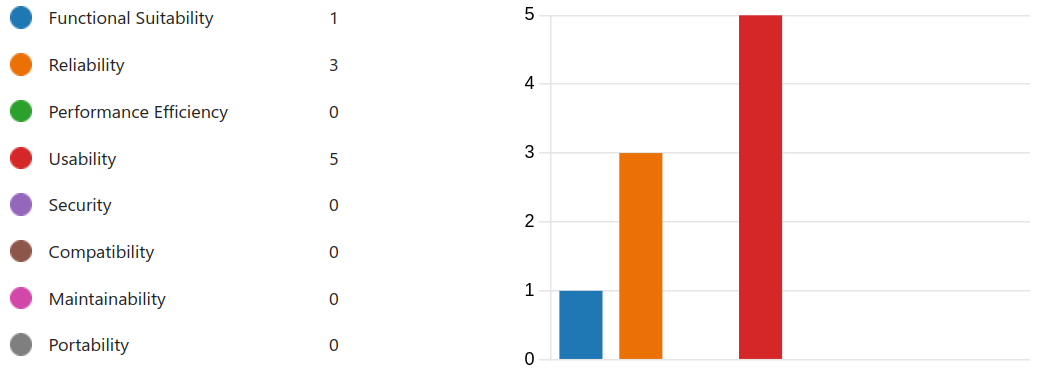 Functional Suitability 1
Reliability 3
Performance Efficiency 0
Usability 5
Security 0
Compatibility 0
Maintainability 0
Portability 0
5
4
3
2
1
0